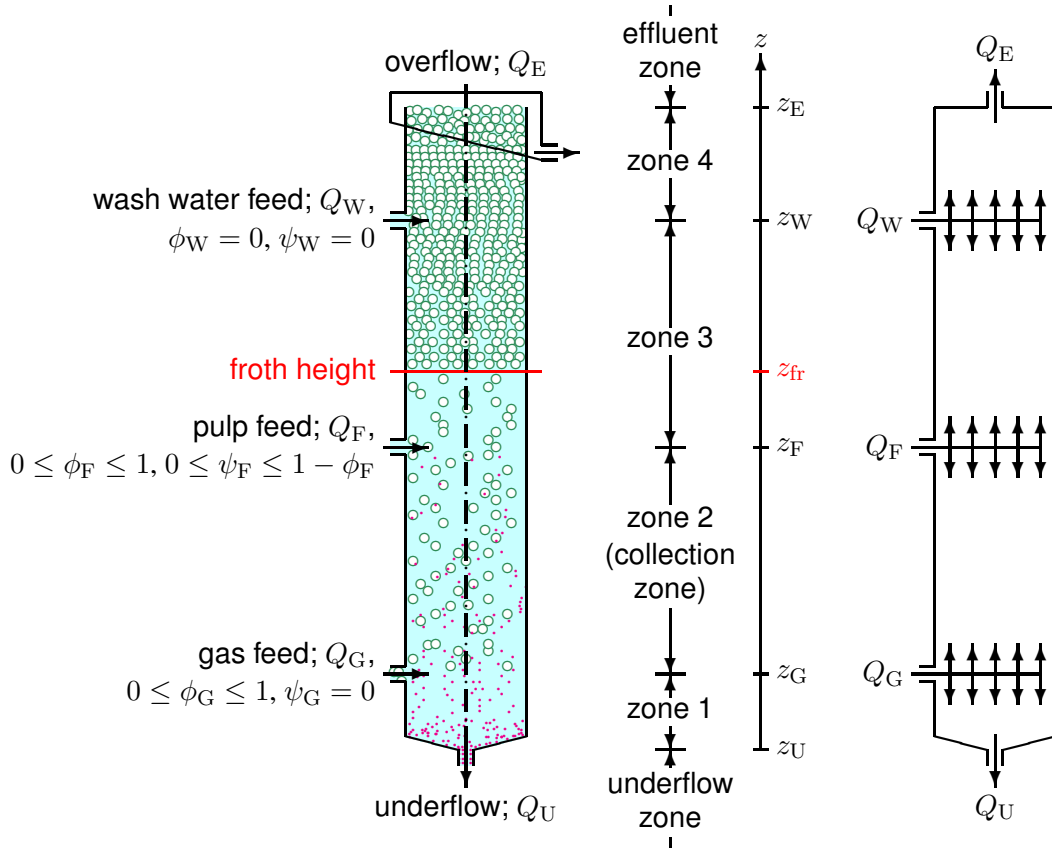 overflow; Q_E
wash water feed; Q_W,
ϕ_W = 0, ψ_W = 0
froth height
pulp feed; Q_F,
0 ≤ ϕ_F ≤ 1, 0 ≤ ψ_F ≤ 1 − ϕ_F
gas feed; Q_G,
0 ≤ ϕ_G ≤ 1, ψ_G = 0
underflow; Q_U
effluent
zone
zone 4
zone 3
zone 2
(collection
zone)
zone 1
underflow
zone
z
z_E
z_W
z_fr
z_F
z_G
z_U
Q_E
Q_W
Q_F
Q_G
Q_U